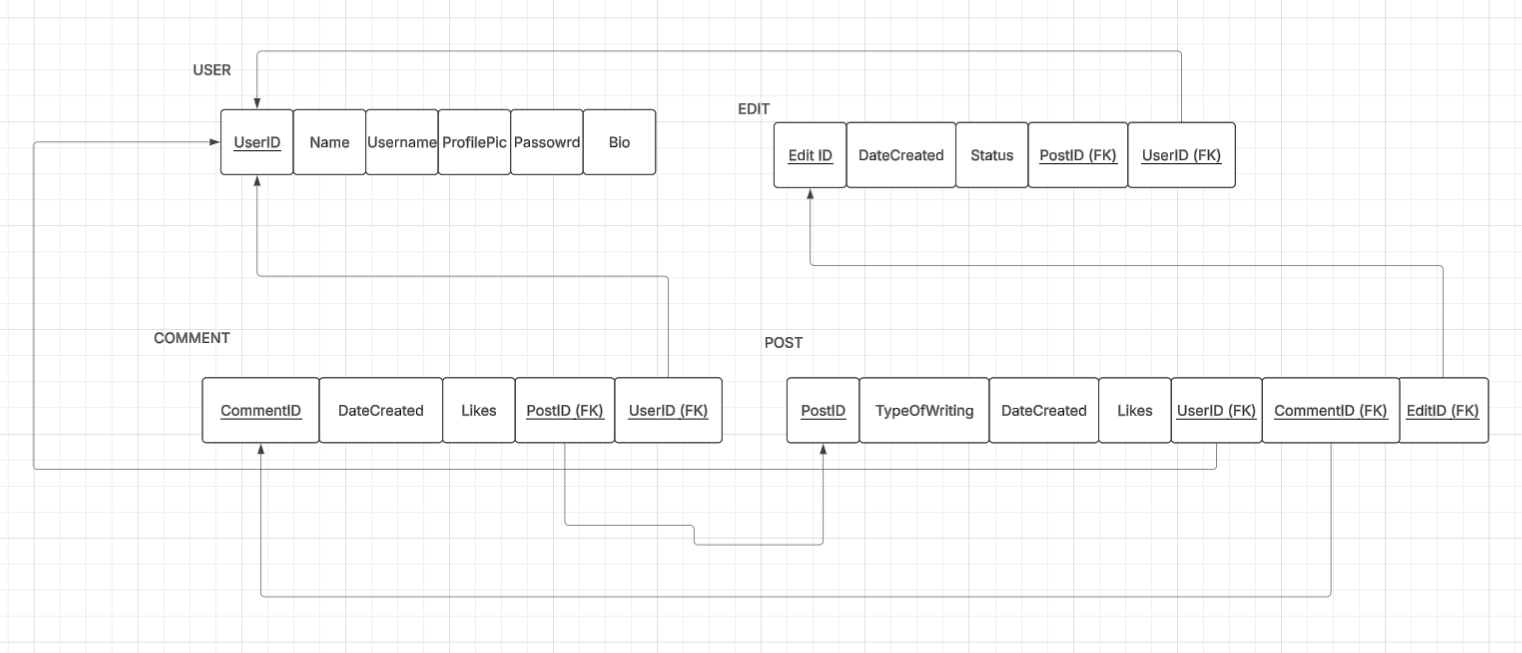 USER
UserID Name Username ProfilePic Passowrd Bio
EDIT
Edit ID DateCreated Status PostID (FK) UserID (FK)
COMMENT
CommentID DateCreated Likes PostID (FK) UserID (FK)
POST
PostID TypeOfWriting DateCreated Likes UserID (FK) CommentID (FK) EditID (FK)